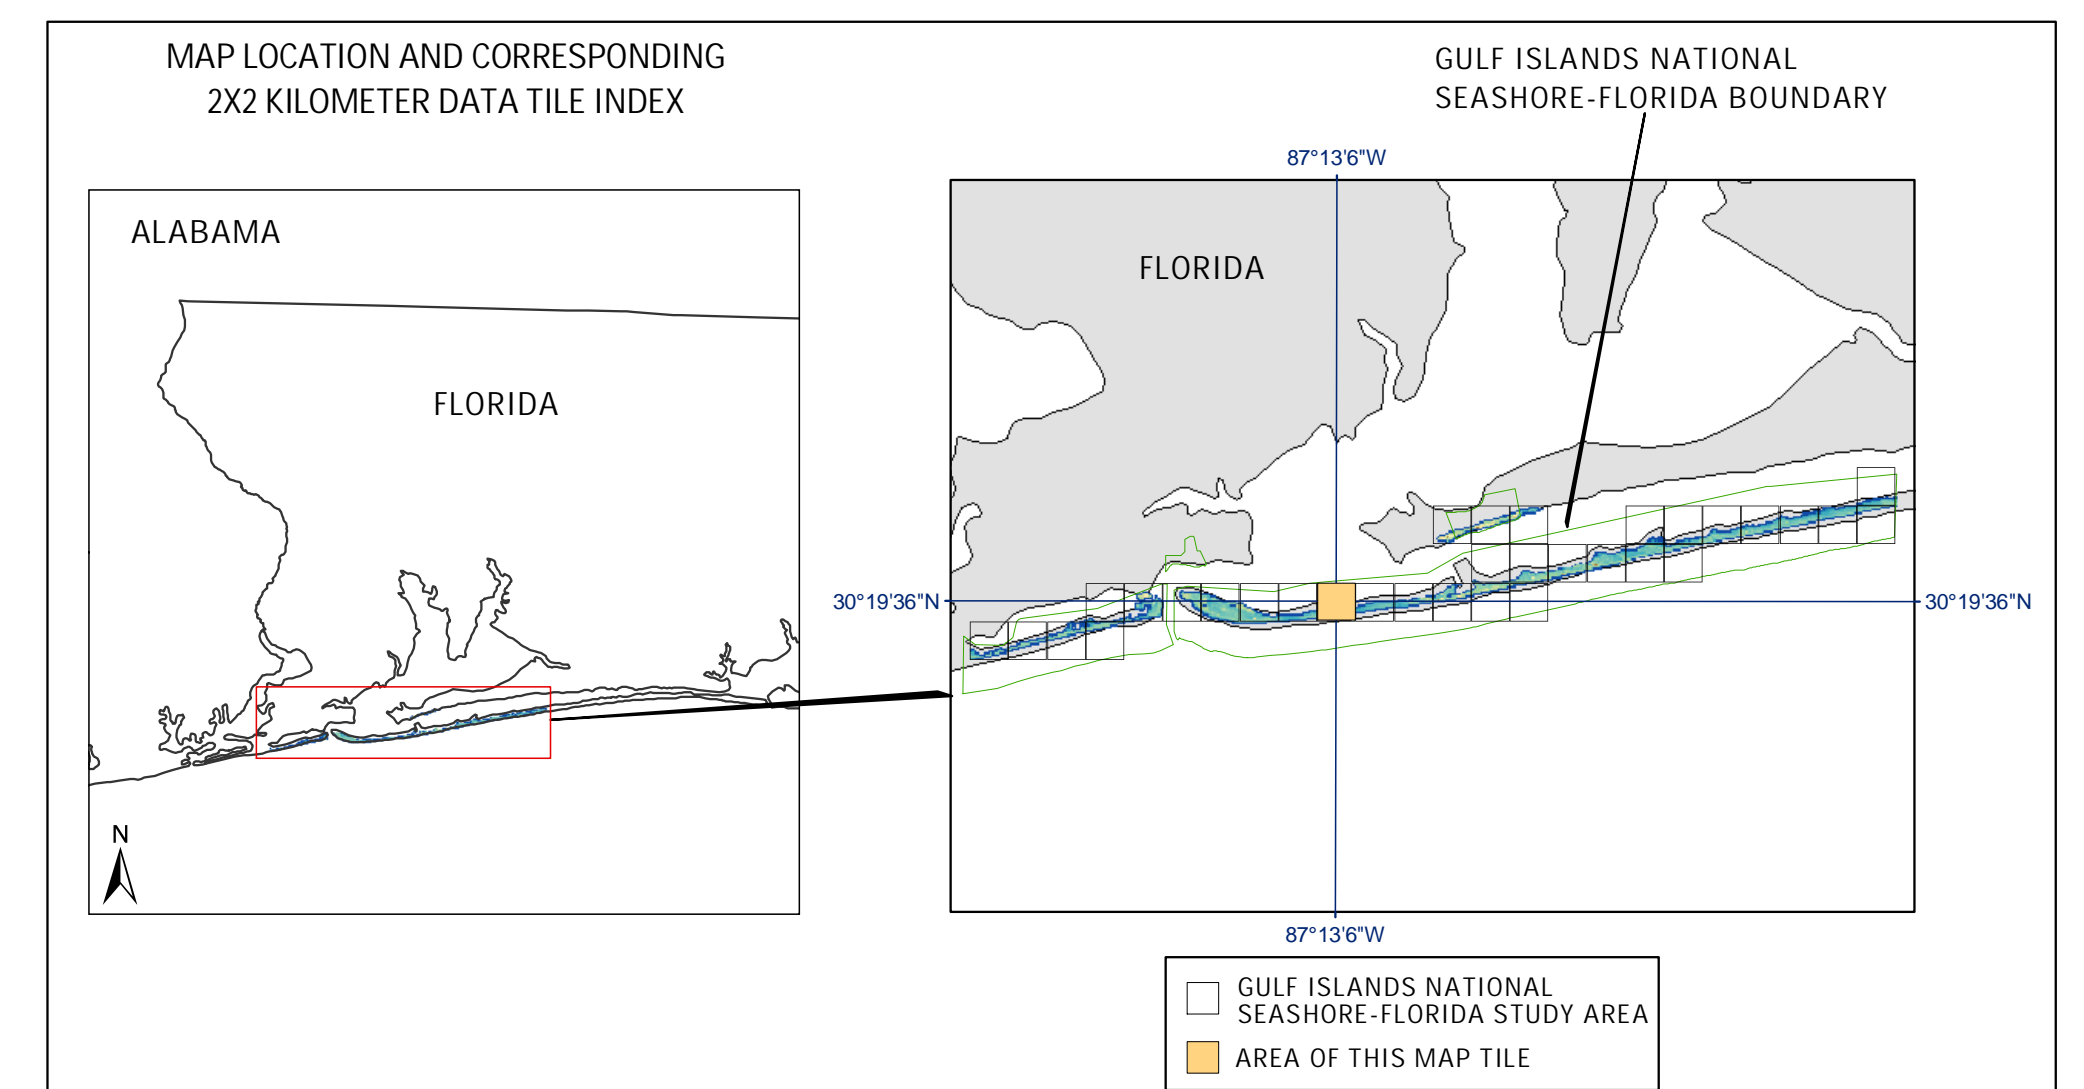 MAP LOCATION AND CORRESPONDING
2X2 KILOMETER DATA TILE INDEX
GULF ISLANDS NATIONAL
SEASHORE-FLORIDA BOUNDARY
ALABAMA
FLORIDA
N
87°13'6"W
FLORIDA
30°19'36"N
30°19'36"N
87°13'6"W
GULF ISLANDS NATIONAL
SEASHORE-FLORIDA STUDY AREA
AREA OF THIS MAP TILE